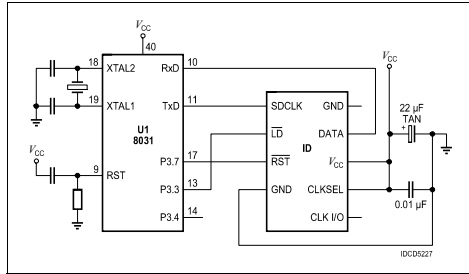 VCC
40
18 XTAL2 RxD 10
19 XTAL1 TxD 11
U1
8031
VCC
9 RST P3.7 17
P3.3 13
P3.4 14
SDCLK GND
LD DATA
ID
RST VCC
GND CLKSEL
CLK I/O
VCC
22 µF
TAN
+
0.01 µF
IDCD5227